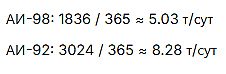 АИ-98: 1836 / 365 ≈ 5.03 т/сут
АИ-92: 3024 / 365 ≈ 8.28 т/сут